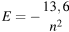 E = − 13,6 / n²